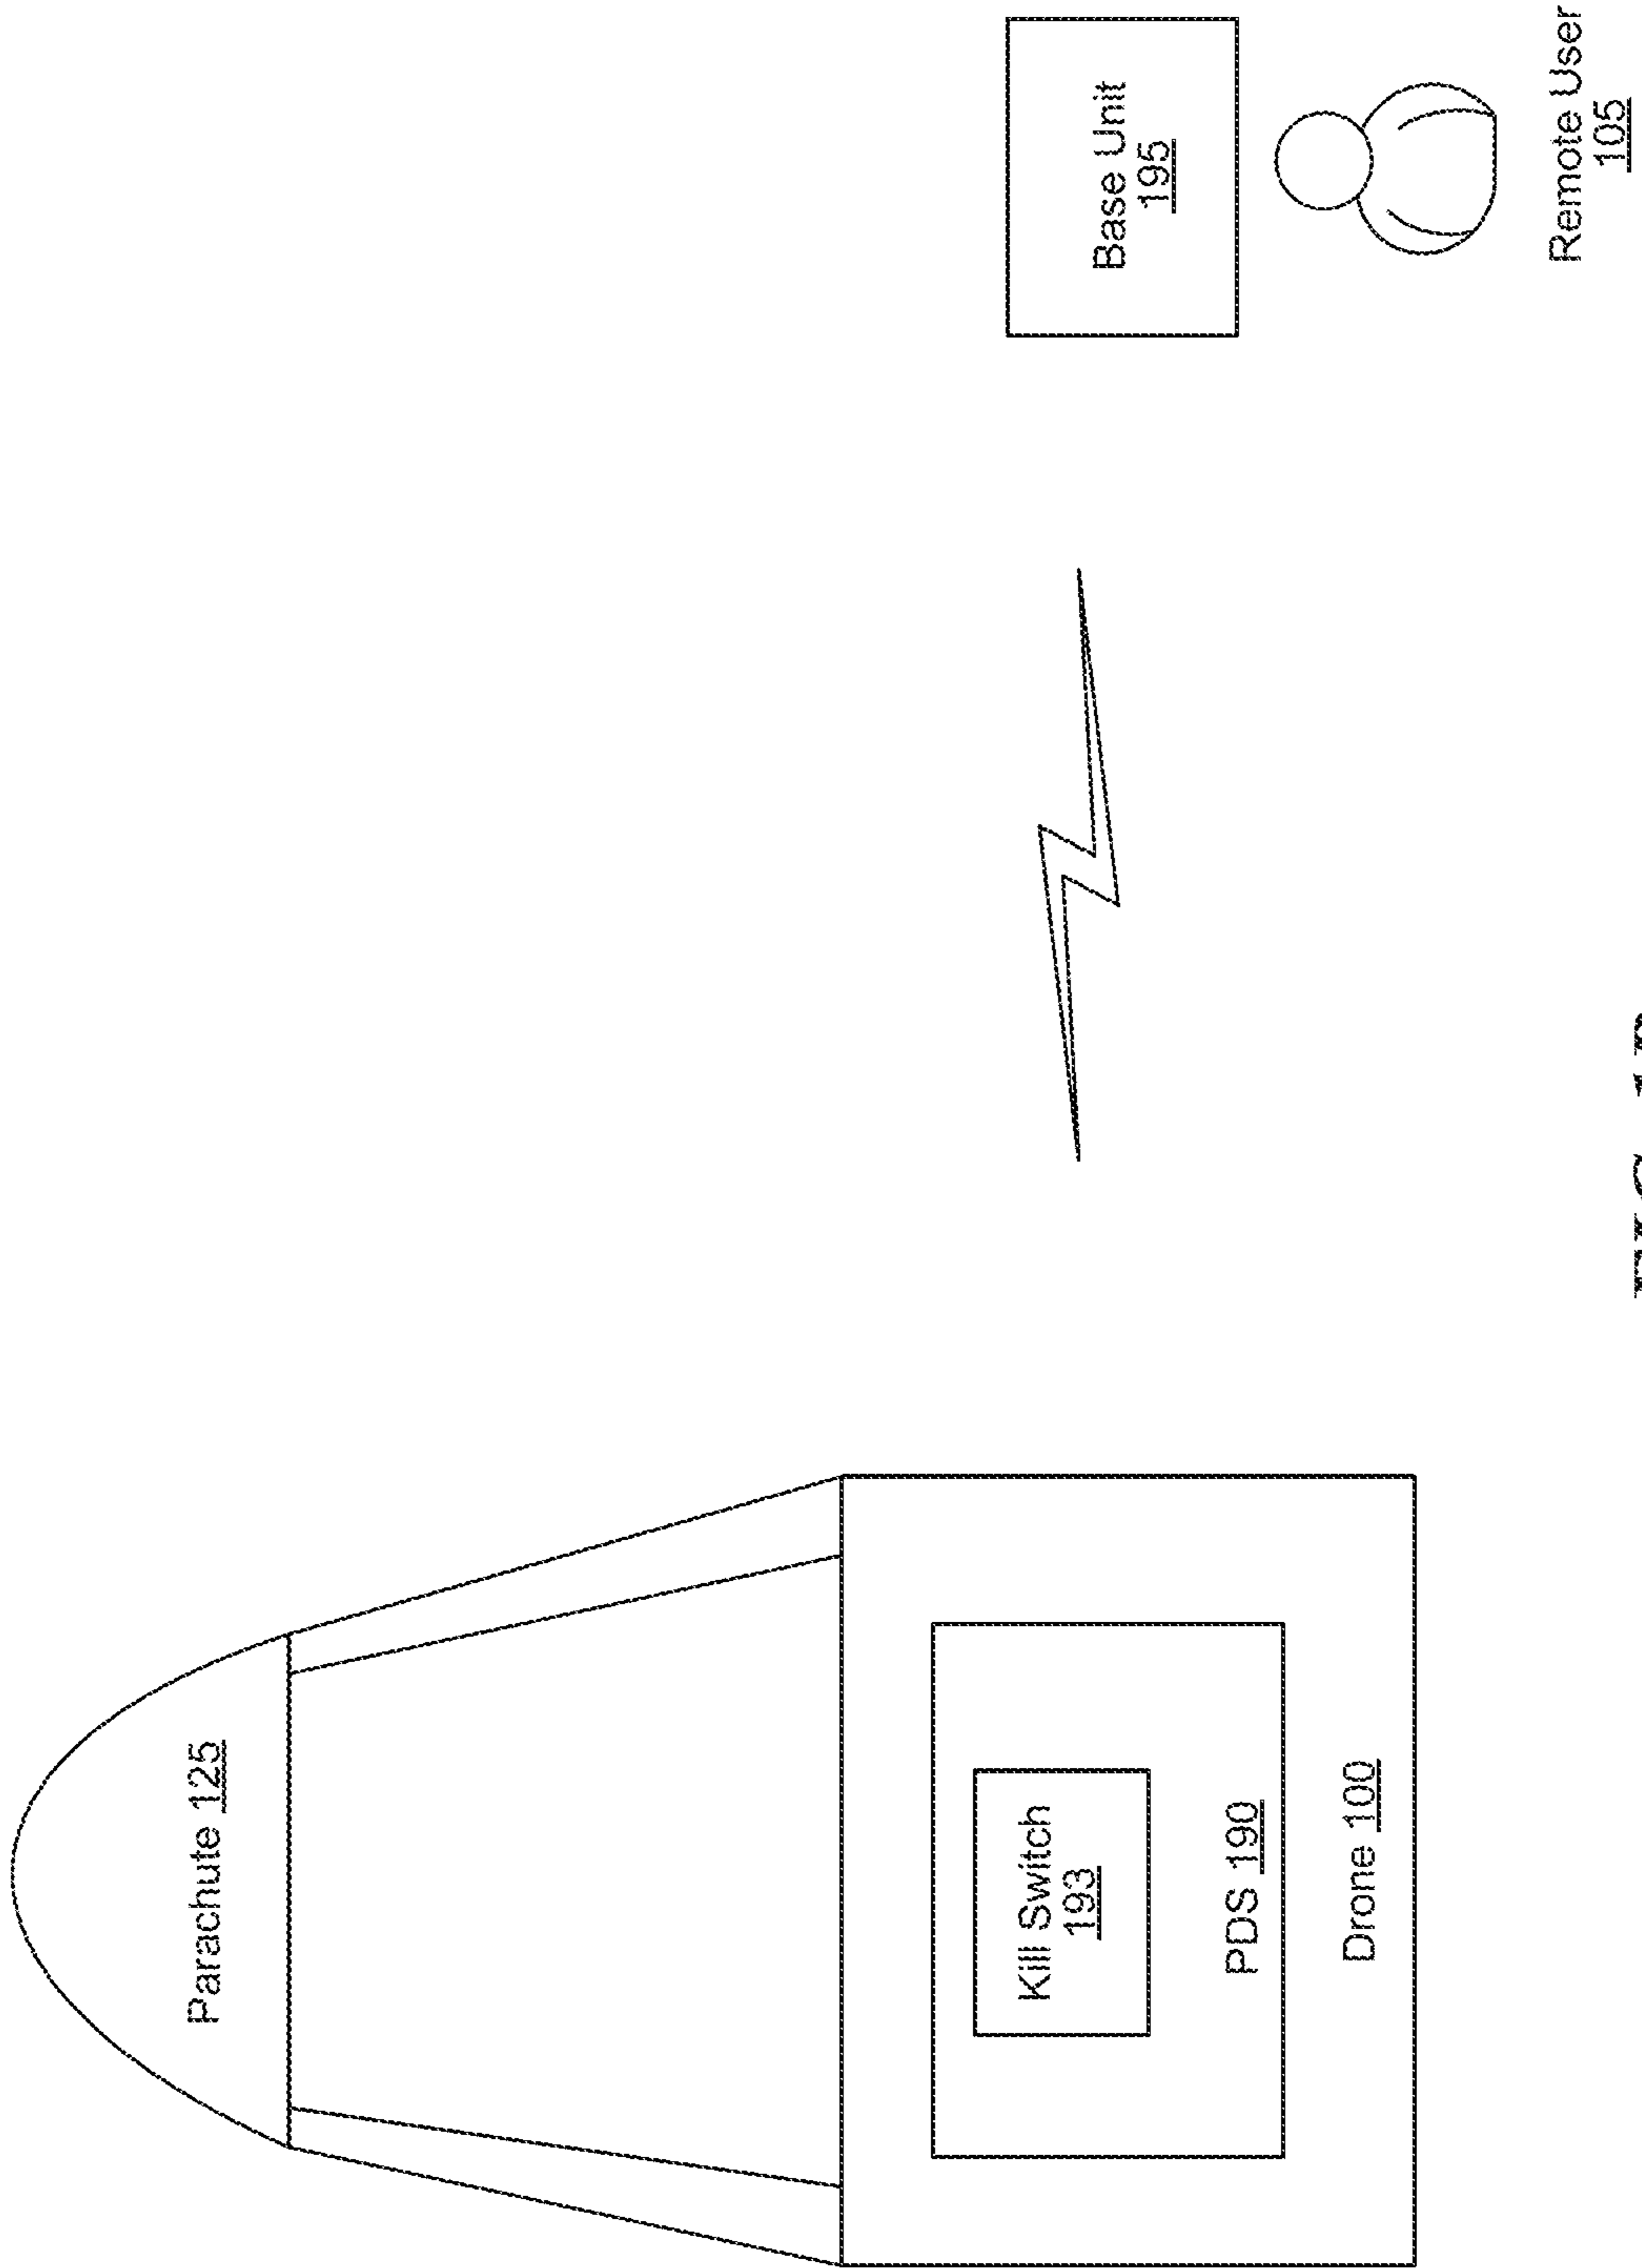 Parachute 125
Kill Switch
193
PDS 190
Drone 100
Base Unit
195
Remote User
105